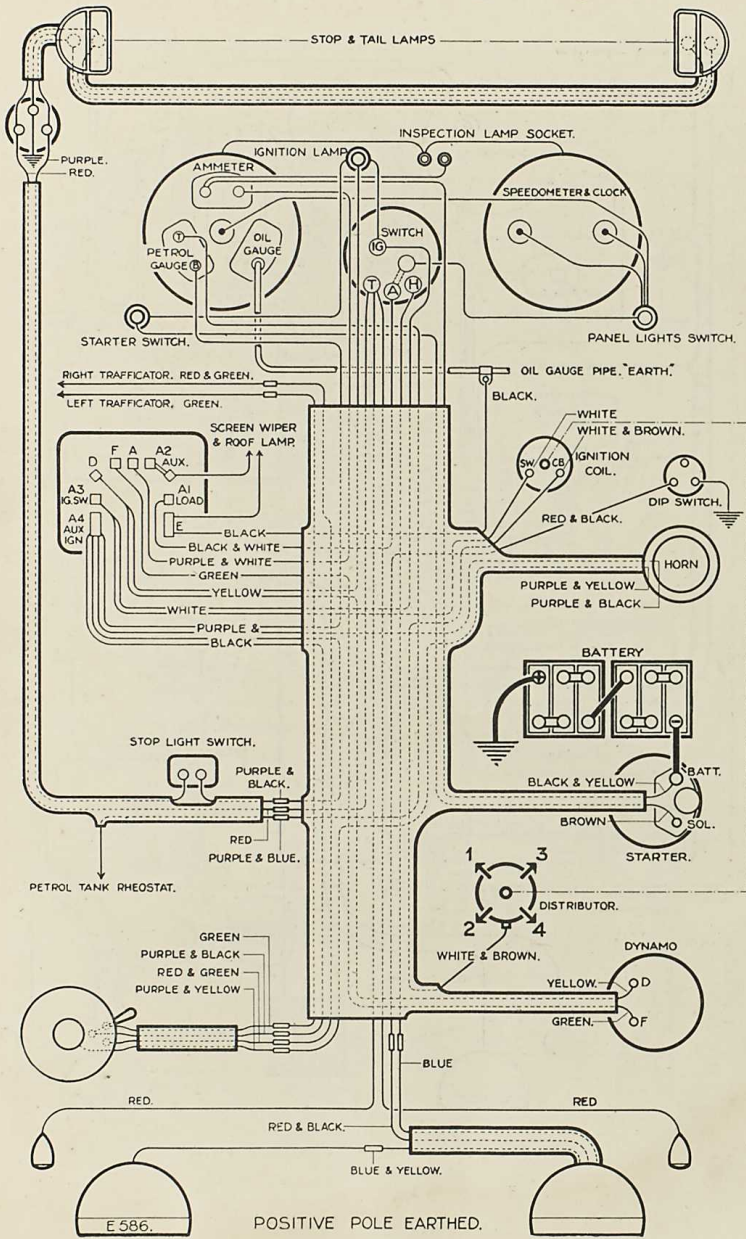 STOP & TAIL LAMPS
PURPLE.
RED.
INSPECTION LAMP SOCKET.
IGNITION LAMP
AMMETER
SPEEDOMETER & CLOCK
SWITCH
IG
T
PETROL
GAUGE
B
OIL
GAUGE
T
A
H
STARTER SWITCH.
PANEL LIGHTS SWITCH.
RIGHT TRAFFICATOR. RED & GREEN.
OIL GAUGE PIPE. "EARTH."
LEFT TRAFFICATOR, GREEN.
BLACK.
SCREEN WIPER
& ROOF LAMP.
WHITE
WHITE & BROWN.
IGNITION
COIL.
SW
CB
F A A2
D
AUX.
A3
IG.SW
A1
LOAD
A4
AUX
IGN
E
DIP SWITCH.
RED & BLACK.
BLACK
BLACK & WHITE
PURPLE & WHITE
GREEN
YELLOW
WHITE
PURPLE &
BLACK
HORN
PURPLE & YELLOW
PURPLE & BLACK
BATTERY
+
−
STOP LIGHT SWITCH.
PURPLE &
BLACK.
RED
PURPLE & BLUE.
BLACK & YELLOW
BATT.
BROWN
SOL.
STARTER.
PETROL TANK RHEOSTAT.
1 3
2 4
DISTRIBUTOR.
WHITE & BROWN.
GREEN
PURPLE & BLACK
RED & GREEN
PURPLE & YELLOW
DYNAMO
YELLOW.
D
GREEN.
F
BLUE
RED.
RED
RED & BLACK.
BLUE & YELLOW.
E 586.
POSITIVE POLE EARTHED.